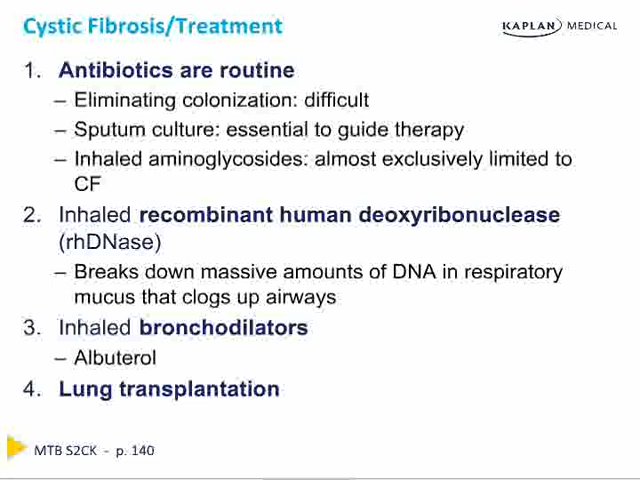 Cystic Fibrosis/Treatment
KAPLAN MEDICAL
1. Antibiotics are routine
– Eliminating colonization: difficult
– Sputum culture: essential to guide therapy
– Inhaled aminoglycosides: almost exclusively limited to
CF
2. Inhaled recombinant human deoxyribonuclease
(rhDNase)
– Breaks down massive amounts of DNA in respiratory
mucus that clogs up airways
3. Inhaled bronchodilators
– Albuterol
4. Lung transplantation
MTB S2CK - p. 140